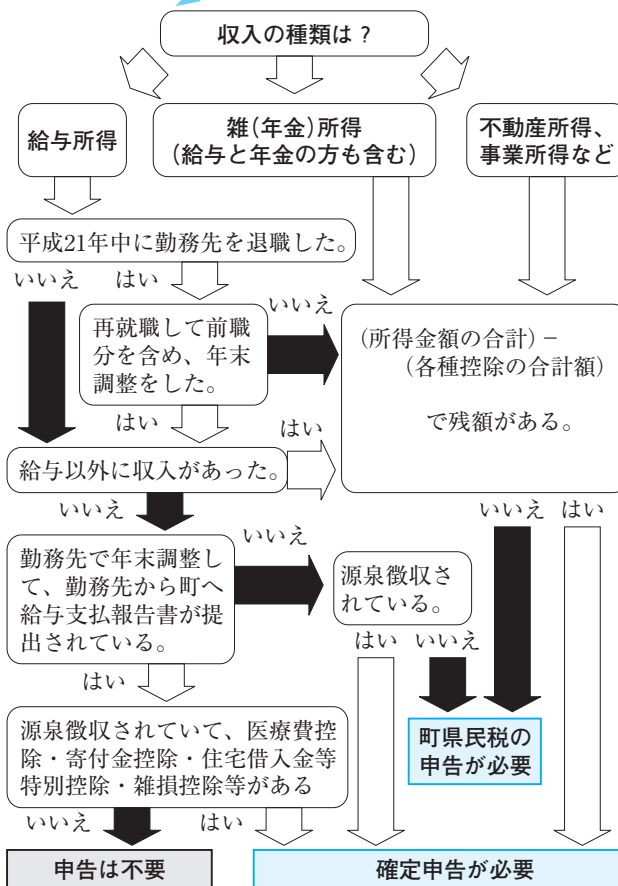 収入の種類は?
給与所得
雑(年金)所得
(給与と年金の方も含む)
不動産所得、
事業所得など
平成21年中に勤務先を退職した。
いいえ
はい
再就職して前職
分を含め、年末
調整をした。
いいえ
(所得金額の合計)−
(各種控除の合計額)
で残額がある。
はい
はい
給与以外に収入があった。
いいえ
いいえ
はい
勤務先で年末調整し
て、勤務先から町へ
給与支払報告書が提
出されている。
いいえ
源泉徴収さ
れている。
はい
いいえ
はい
源泉徴収されていて、医療費控
除・寄付金控除・住宅借入金等
特別控除・雑損控除等がある
町県民税の
申告が必要
いいえ
はい
申告は不要
確定申告が必要